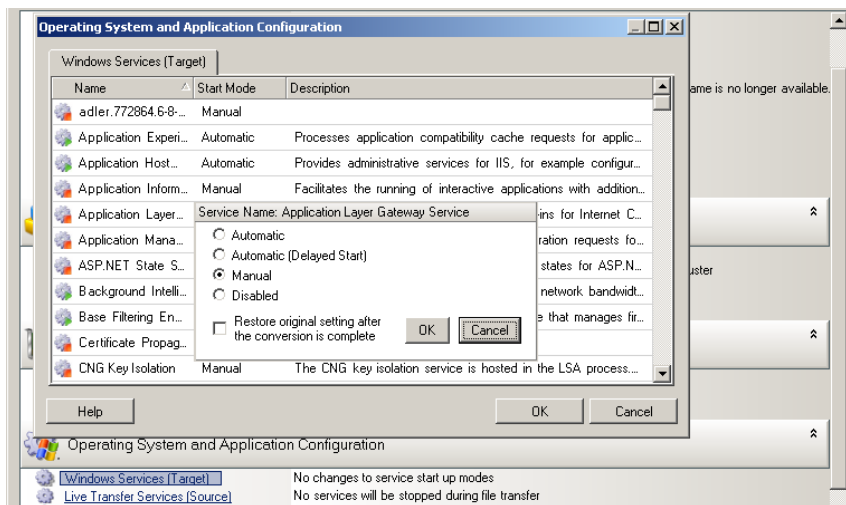 Operating System and Application Configuration
Windows Services (Target)
Name Start Mode Description
ame is no longer available.
adler.772864.6-8-... Manual
Application Experi... Automatic Processes application compatibility cache requests for applic...
Application Host... Automatic Provides administrative services for IIS, for example configur...
Application Inform... Manual Facilitates the running of interactive applications with addition...
Application Layer... Service Name: Application Layer Gateway Service -ins for Internet C...
Automatic
Application Mana... ration requests fo...
Automatic (Delayed Start)
ASP.NET State S... states for ASP.N...
uster
Manual
Background Intelli... network bandwidt...
Disabled
Base Filtering En... e that manages fir...
Restore original setting after
the conversion is complete
OK Cancel
Certificate Propag...
CNG Key Isolation Manual The CNG key isolation service is hosted in the LSA process....
Help OK Cancel
Operating System and Application Configuration
Windows Services (Target) No changes to service start up modes
Live Transfer Services (Source) No services will be stopped during file transfer